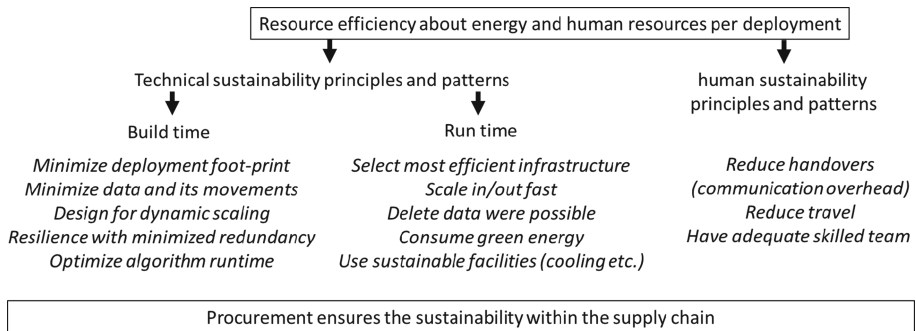 Resource efficiency about energy and human resources per deployment
Technical sustainability principles and patterns
human sustainability
principles and patterns
Build time
Minimize deployment foot-print
Minimize data and its movements
Design for dynamic scaling
Resilience with minimized redundancy
Optimize algorithm runtime
Run time
Select most efficient infrastructure
Scale in/out fast
Delete data were possible
Consume green energy
Use sustainable facilities (cooling etc.)
Reduce handovers
(communication overhead)
Reduce travel
Have adequate skilled team
Procurement ensures the sustainability within the supply chain